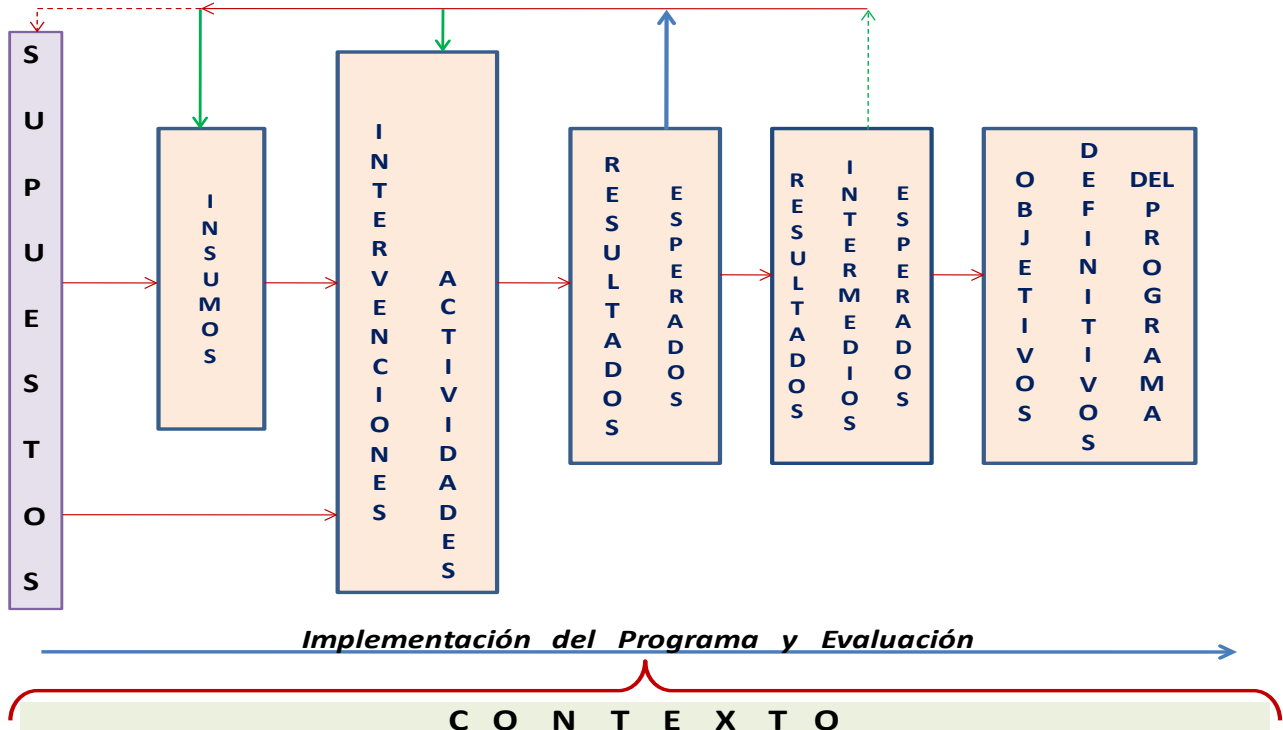 SUPUESTOS
INSUMOS
INTERVENCIONES
ACTIVIDADES
RESULTADOS
ESPERADOS
RESULTADOS
INTERMEDIOS
ESPERADOS
OBJETIVOS
DEFINITIVOS
DEL PROGRAMA
Implementación del Programa y Evaluación
CONTEXTO